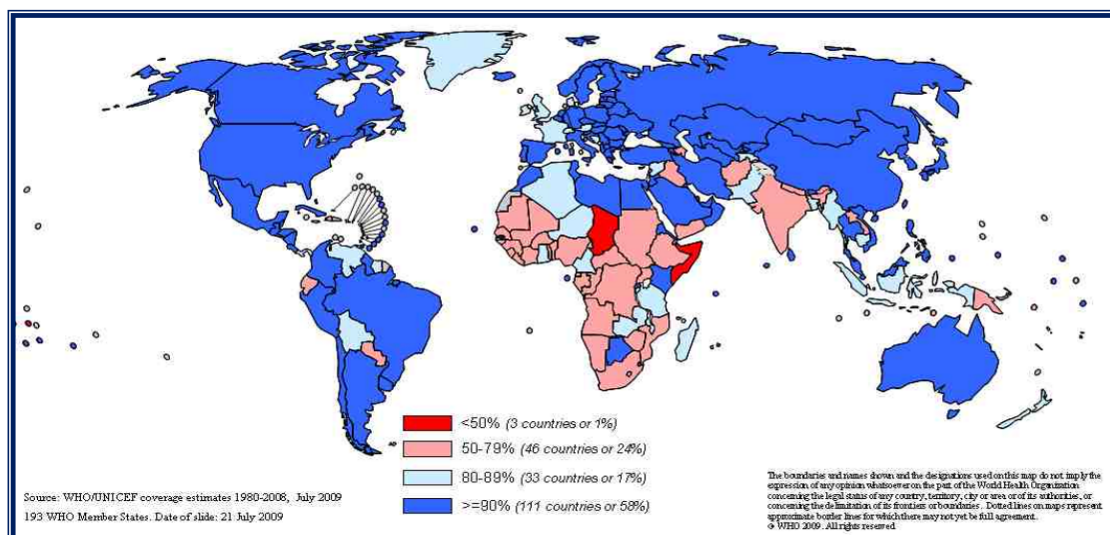 <50% (3 countries or 1%)
50-79% (46 countries or 24%)
80-89% (33 countries or 17%)
>=90% (111 countries or 58%)
Source: WHO/UNICEF coverage estimates 1980-2008, July 2009
193 WHO Member States. Date of slide: 21 July 2009
The boundaries and names shown and the designations used on this map do not imply the
expression of any opinion whatsoever on the part of the World Health Organization
concerning the legal status of any country, territory, city or area or of its authorities, or
concerning the delimitation of its frontiers or boundaries. Dotted lines on maps represent
approximate border lines for which there may not yet be full agreement.
© WHO 2009. All rights reserved